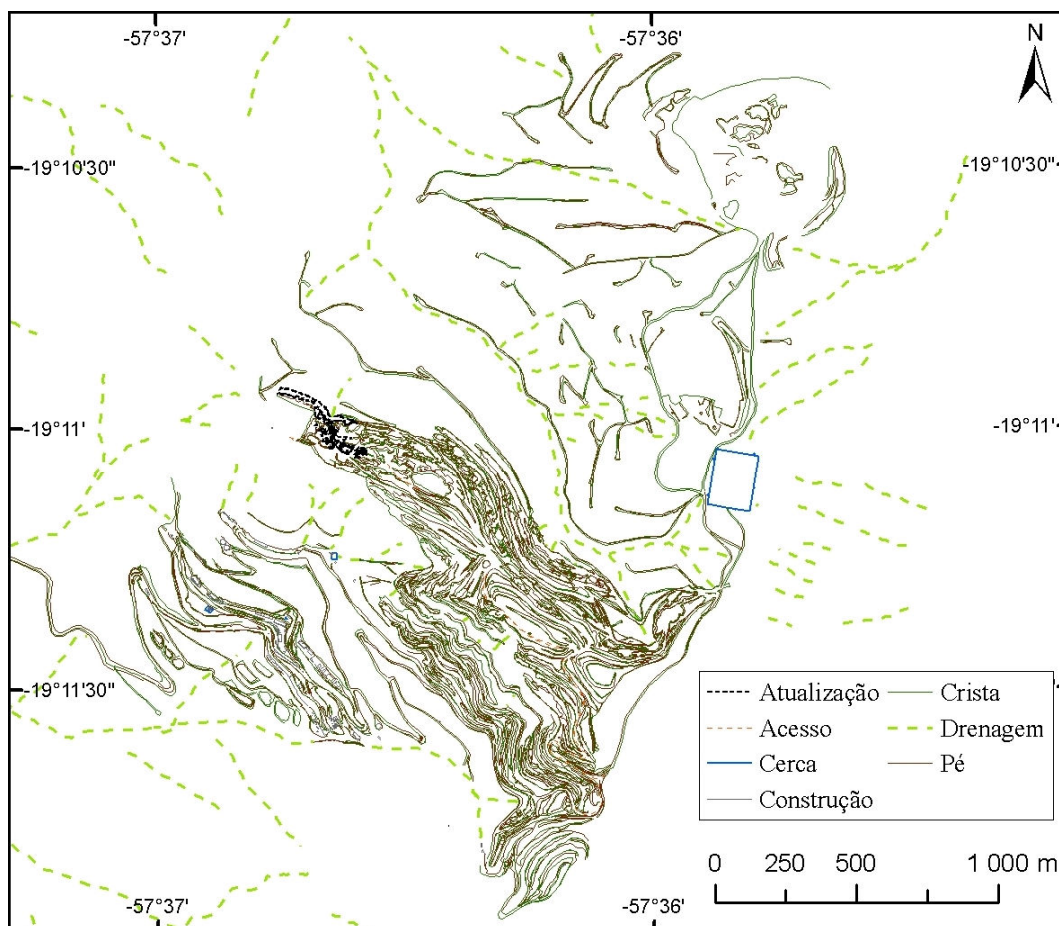 -57°37'
-57°36'
N
-19°10'30"
-19°10'30"
-19°11'
-19°11'
-19°11'30"
Atualização
Crista
Acesso
Drenagem
Cerca
Pé
Construção
0 250 500 1 000 m
-57°37'
-57°36'